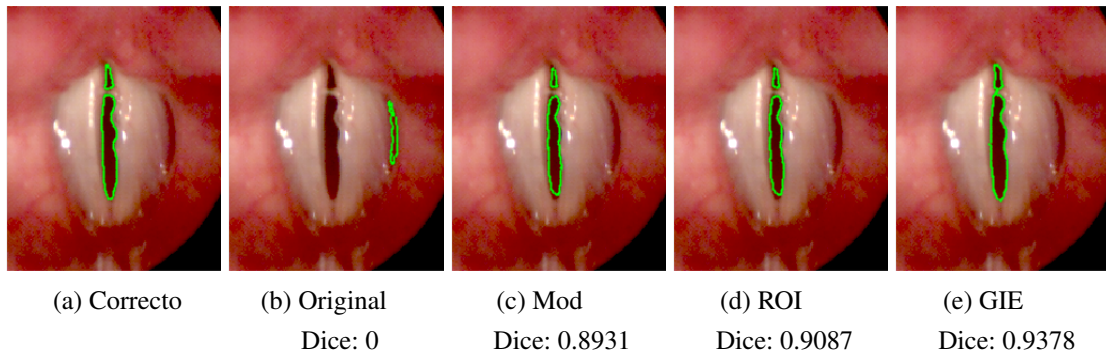 (a) Correcto (b) Original (c) Mod (d) ROI (e) GIE
Dice: 0 Dice: 0.8931 Dice: 0.9087 Dice: 0.9378